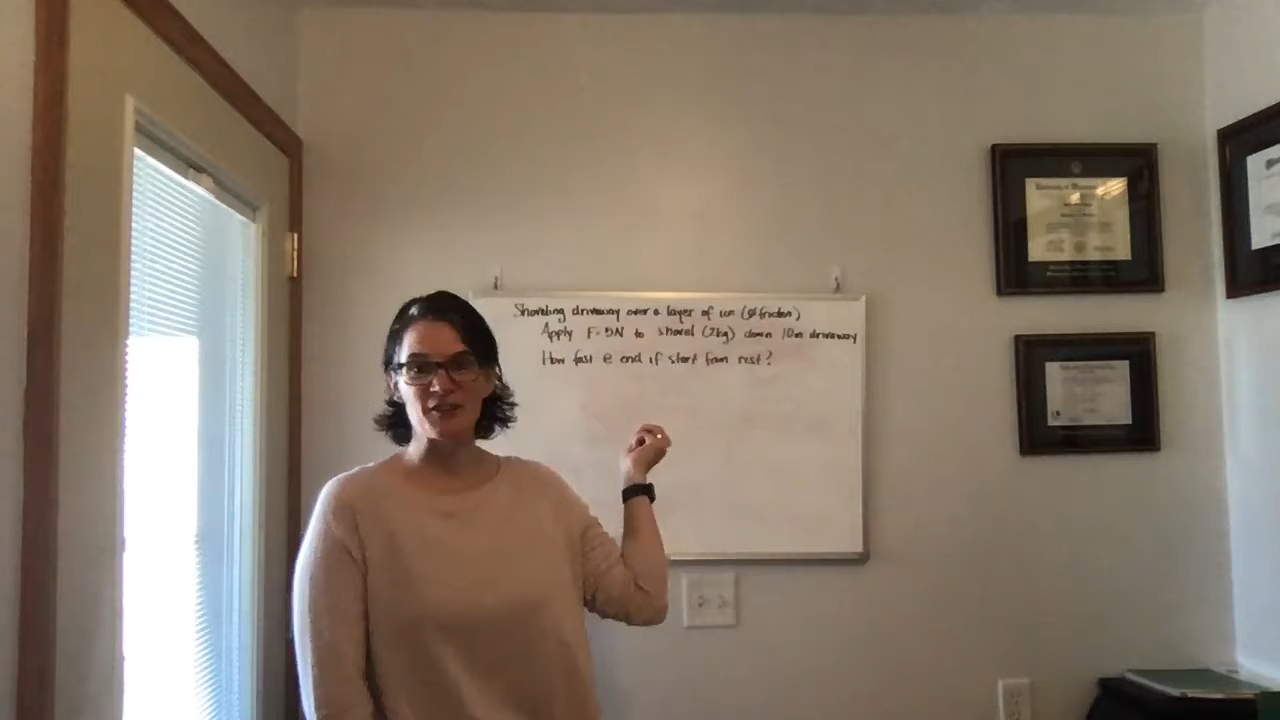 Shoveling driveway over a layer of ice (Ø friction)
Apply F=5N to shovel (2kg) down 10m driveway
How fast @ end if start from rest?